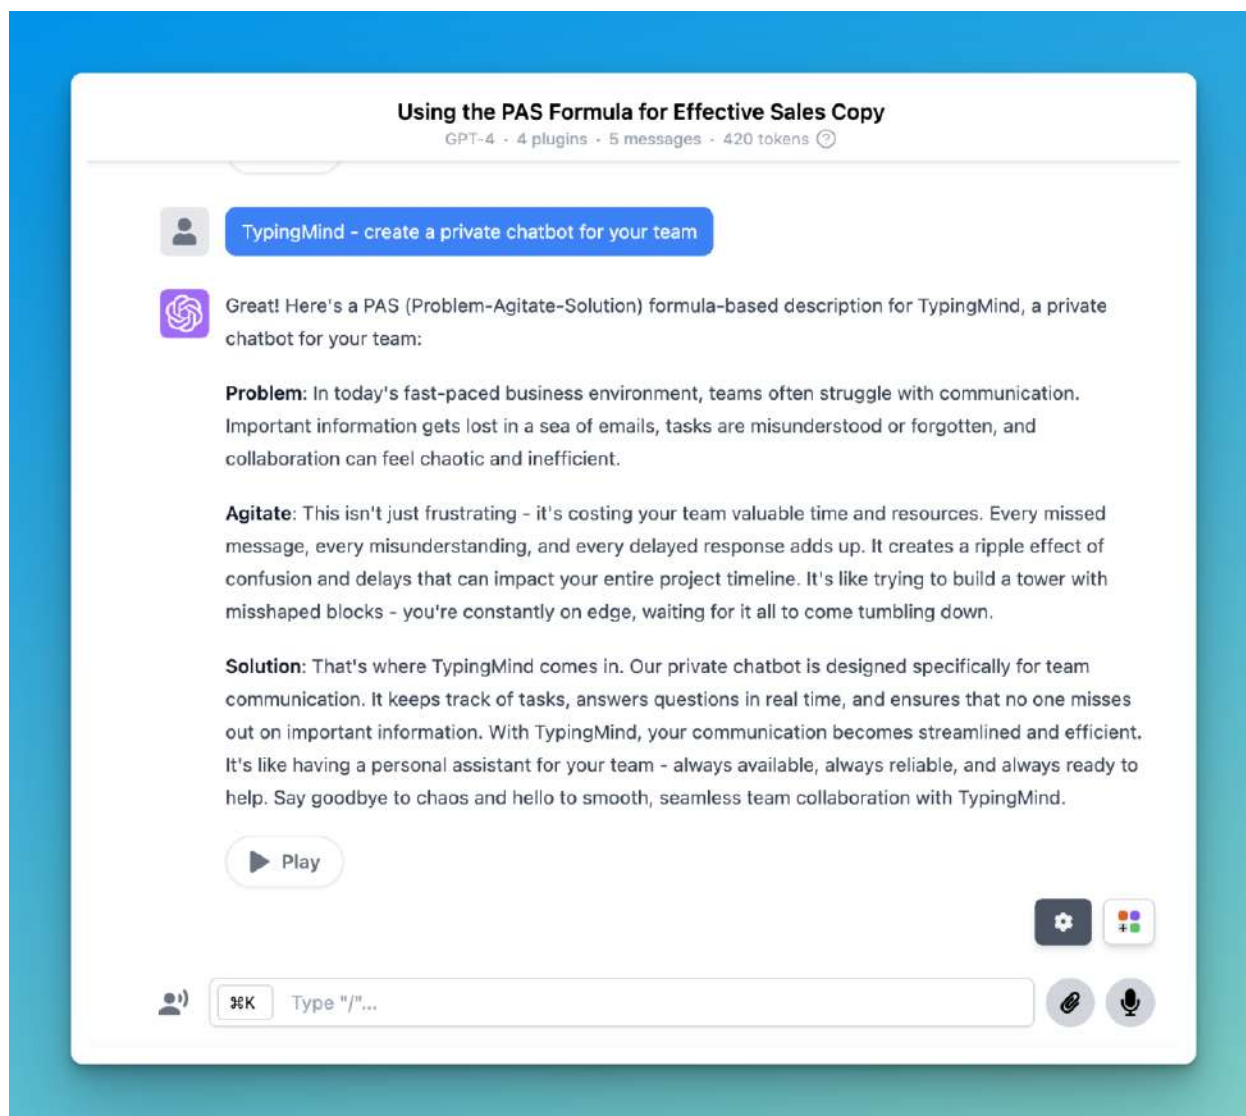 Using the PAS Formula for Effective Sales Copy
GPT-4 - 4 plugins - 5 messages - 420 tokens ?
TypingMind - create a private chatbot for your team
Great! Here's a PAS (Problem-Agitate-Solution) formula-based description for TypingMind, a private
chatbot for your team:
Problem: In today's fast-paced business environment, teams often struggle with communication.
Important information gets lost in a sea of emails, tasks are misunderstood or forgotten, and
collaboration can feel chaotic and inefficient.
Agitate: This isn't just frustrating - it's costing your team valuable time and resources. Every missed
message, every misunderstanding, and every delayed response adds up. It creates a ripple effect of
confusion and delays that can impact your entire project timeline. It's like trying to build a tower with
misshaped blocks - you're constantly on edge, waiting for it all to come tumbling down.
Solution: That's where TypingMind comes in. Our private chatbot is designed specifically for team
communication. It keeps track of tasks, answers questions in real time, and ensures that no one misses
out on important information. With TypingMind, your communication becomes streamlined and efficient.
It's like having a personal assistant for your team - always available, always reliable, and always ready to
help. Say goodbye to chaos and hello to smooth, seamless team collaboration with TypingMind.
Play
⌘K Type "/"...